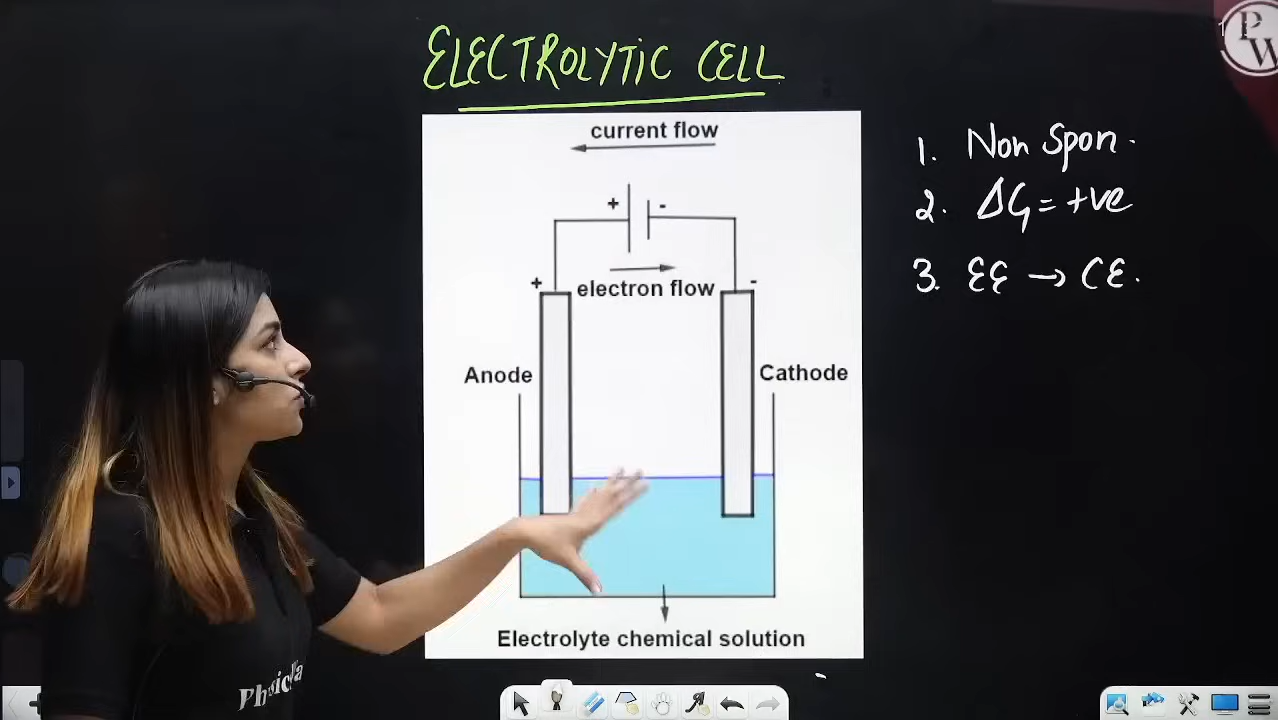 ELECTROLYTIC CELL
PW
current flow
+ -
electron flow
+ -
Anode
Cathode
Electrolyte chemical solution
1. Non Spon.
2. ΔG = +ve
3. EE → CE.